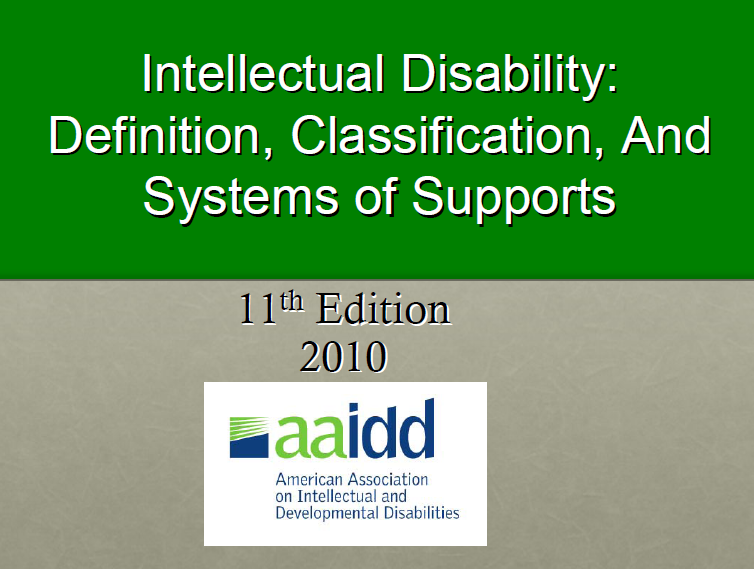 Intellectual Disability:
Definition, Classification, And
Systems of Supports
11th Edition
2010
aaidd
American Association
on Intellectual and
Developmental Disabilities